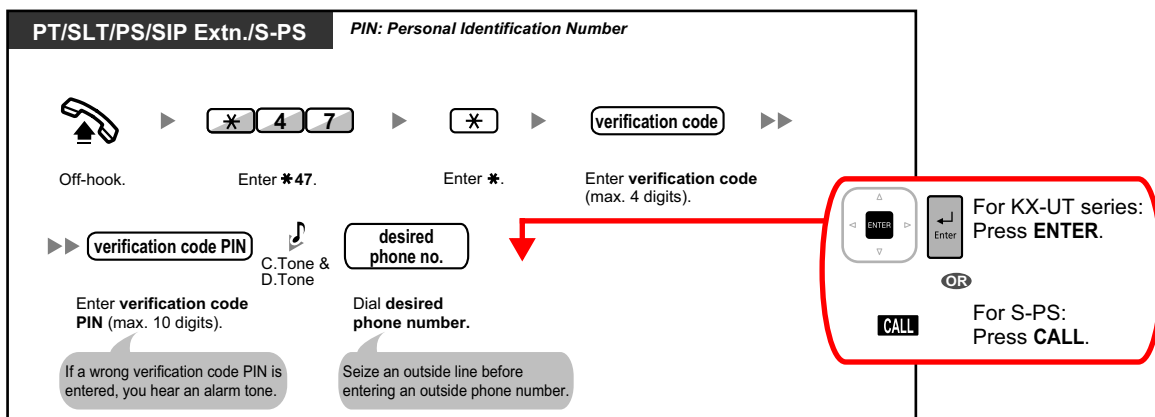 PT/SLT/PS/SIP Extn./S-PS
PIN: Personal Identification Number
✱ 4 7
✱
verification code
Off-hook.
Enter ✱47.
Enter ✱.
Enter verification code
(max. 4 digits).
verification code PIN
C.Tone &
D.Tone
desired
phone no.
Enter verification code
PIN (max. 10 digits).
Dial desired
phone number.
If a wrong verification code PIN is
entered, you hear an alarm tone.
Seize an outside line before
entering an outside phone number.
ENTER
Enter
For KX-UT series:
Press ENTER.
OR
CALL
For S-PS:
Press CALL.